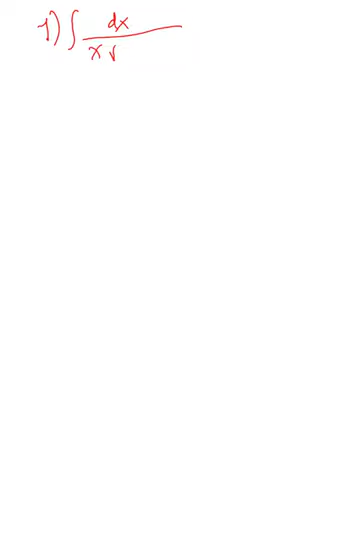 1) ∫ dx / x √